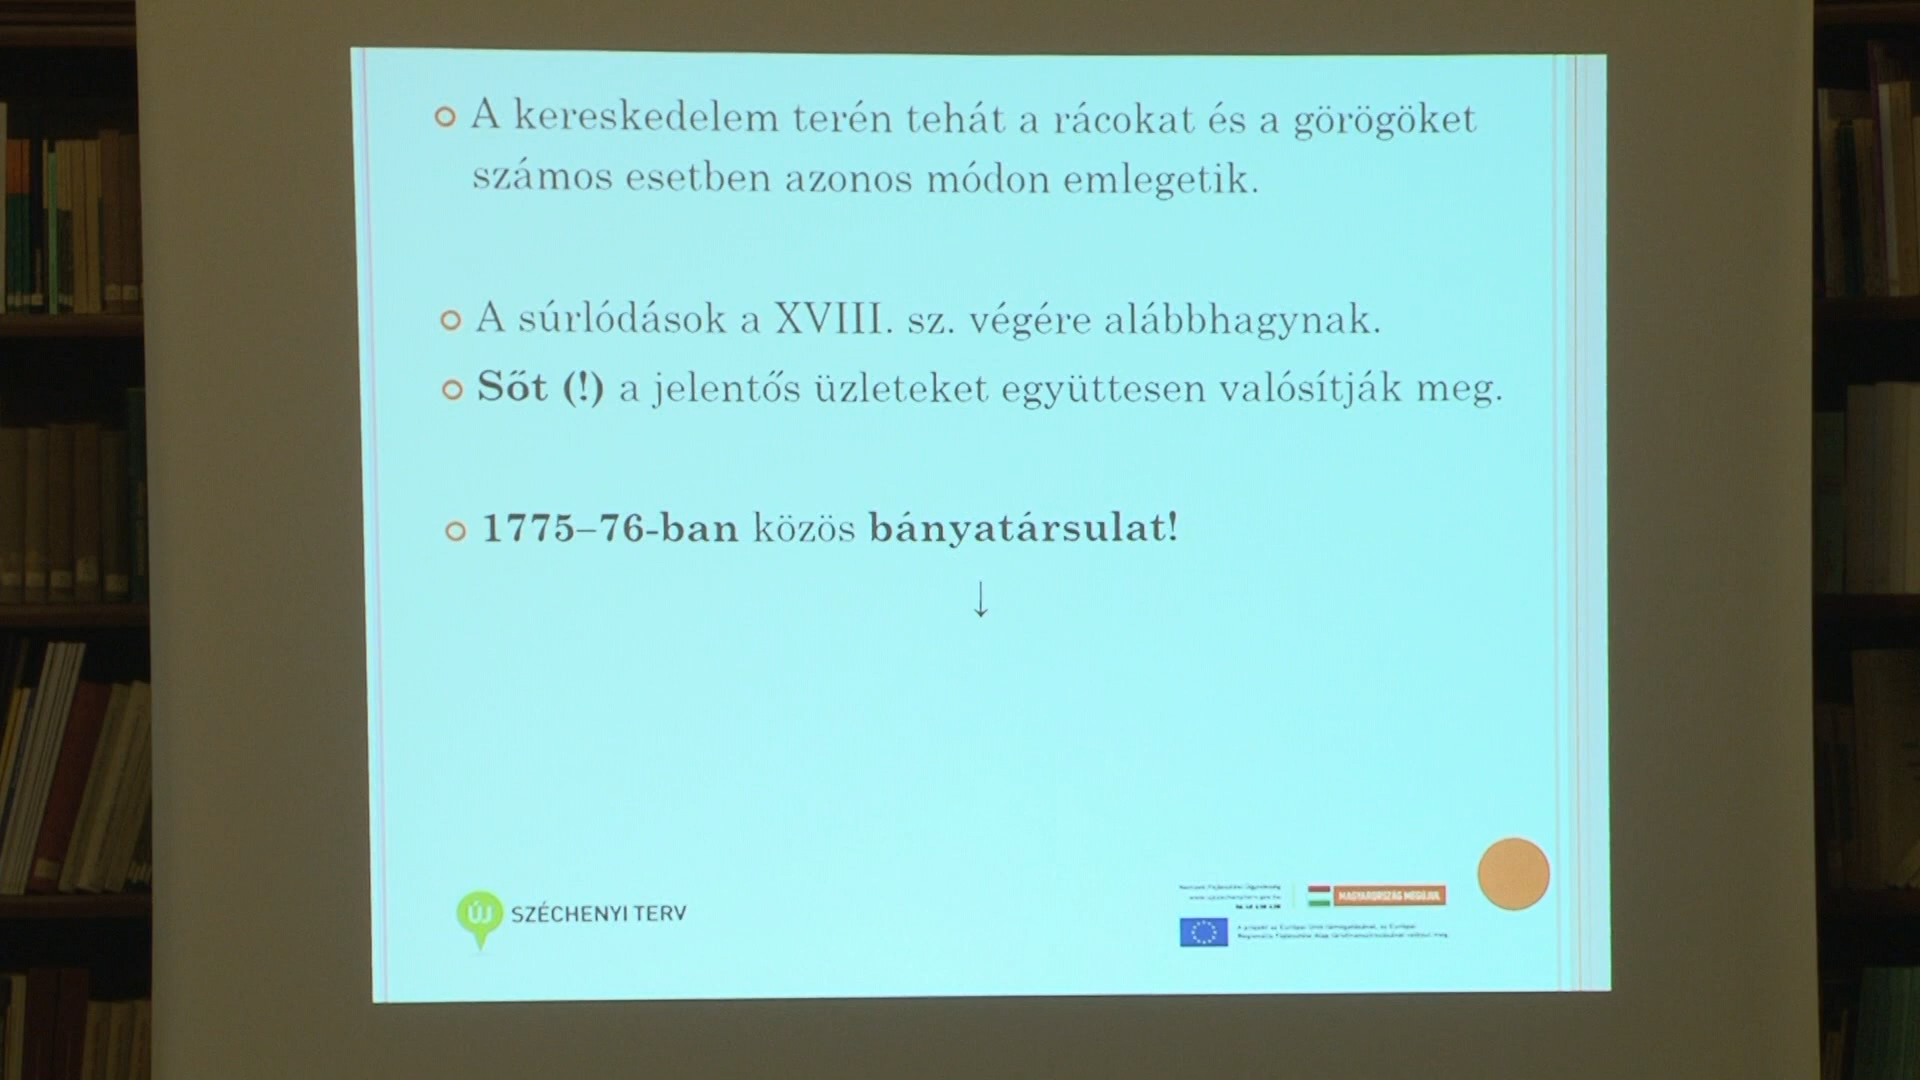 A kereskedelem terén tehát a rácokat és a görögöket
számos esetben azonos módon emlegetik.
A súrlódások a XVIII. sz. végére alábbhagynak.
Sőt (!) a jelentős üzleteket együttesen valósítják meg.
1775–76-ban közös bányatársulat!
↓
ÚJ SZÉCHENYI TERV
MAGYARORSZÁG MEGÚJUL